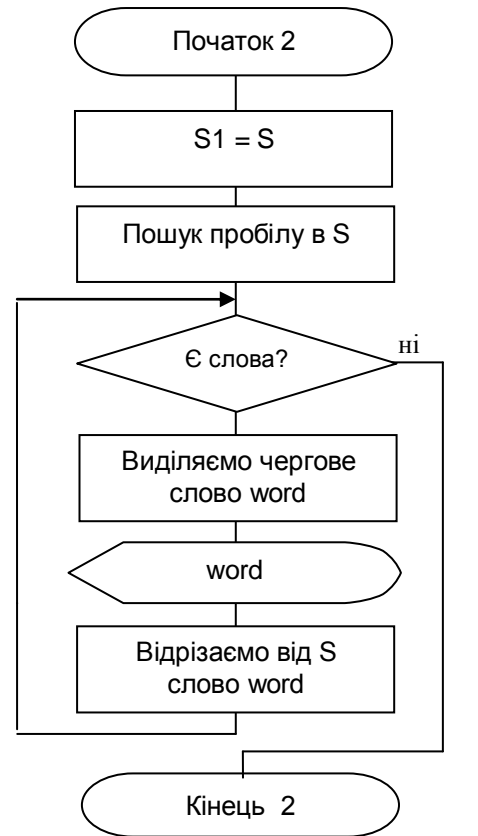 Початок 2
S1 = S
Пошук пробілу в S
Є слова?
ні
Виділяємо чергове
слово word
word
Відрізаємо від S
слово word
Кінець 2